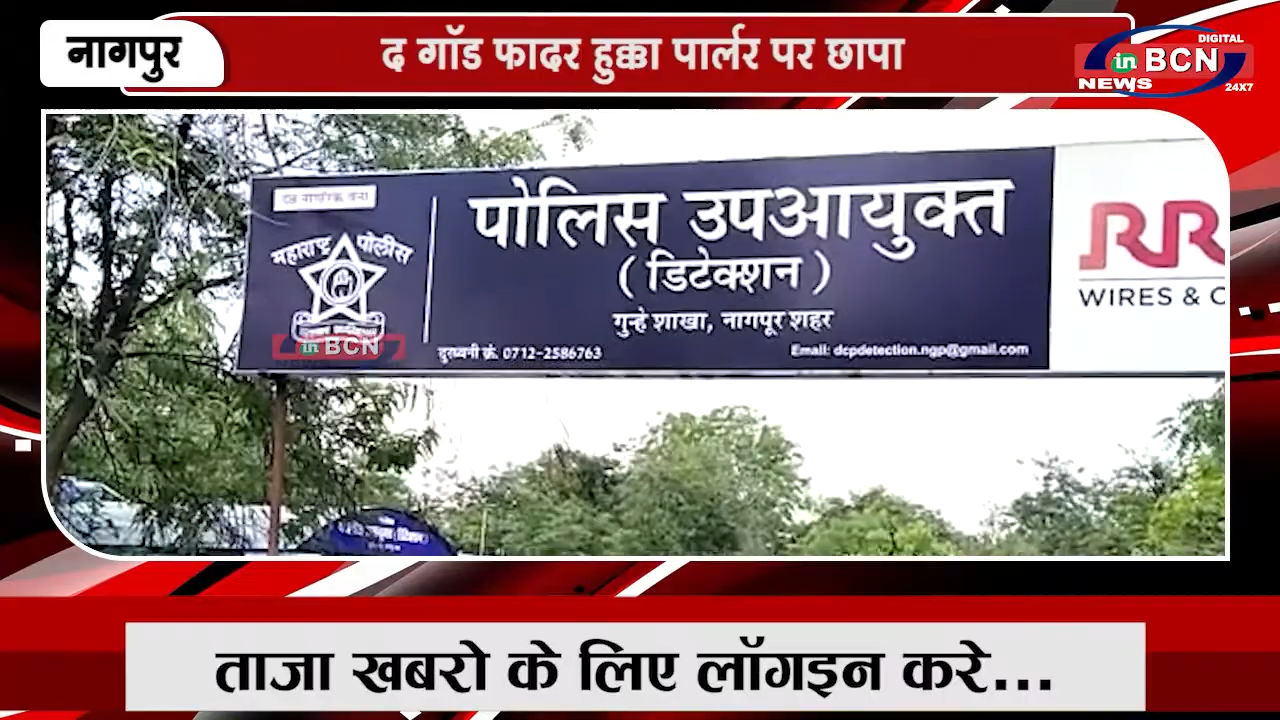 नागपुर
द गॉड फादर हुक्का पार्लर पर छापा
DIGITAL
in BCN
NEWS
24X7
महाराष्ट्र पोलीस
in BCN
पोलिस उपआयुक्त
( डिटेक्शन )
गुन्हे शाखा, नागपूर शहर
दुरध्वनी क्रं. 0712-2586763
Email: dcpdetection.ngp@gmail.com
RR
WIRES & C
ताजा खबरो के लिए लॉगइन करे...